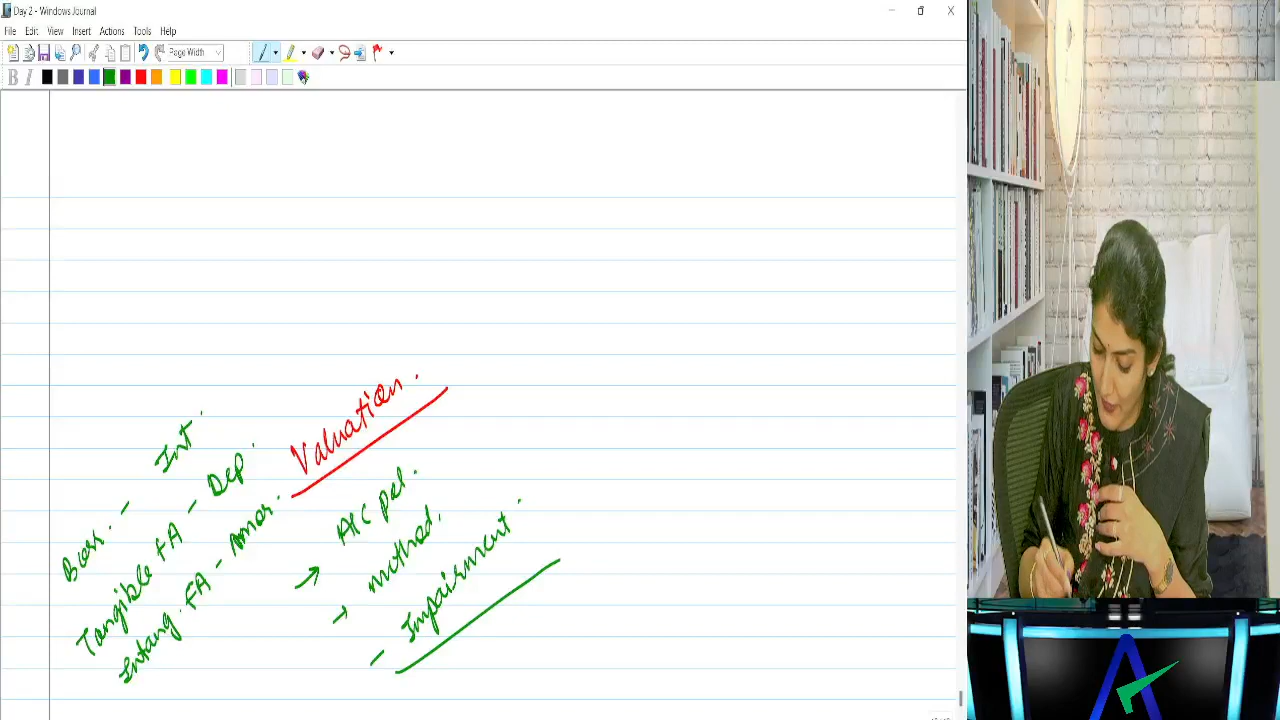 Day 2 - Windows Journal
File Edit View Insert Actions Tools Help
Page Width
B I
Valuation.
Borr. - Int.
Tangible FA - Dep.
Intang. FA - Amor.
→ A/c pol.
→ method.
- Impairment.